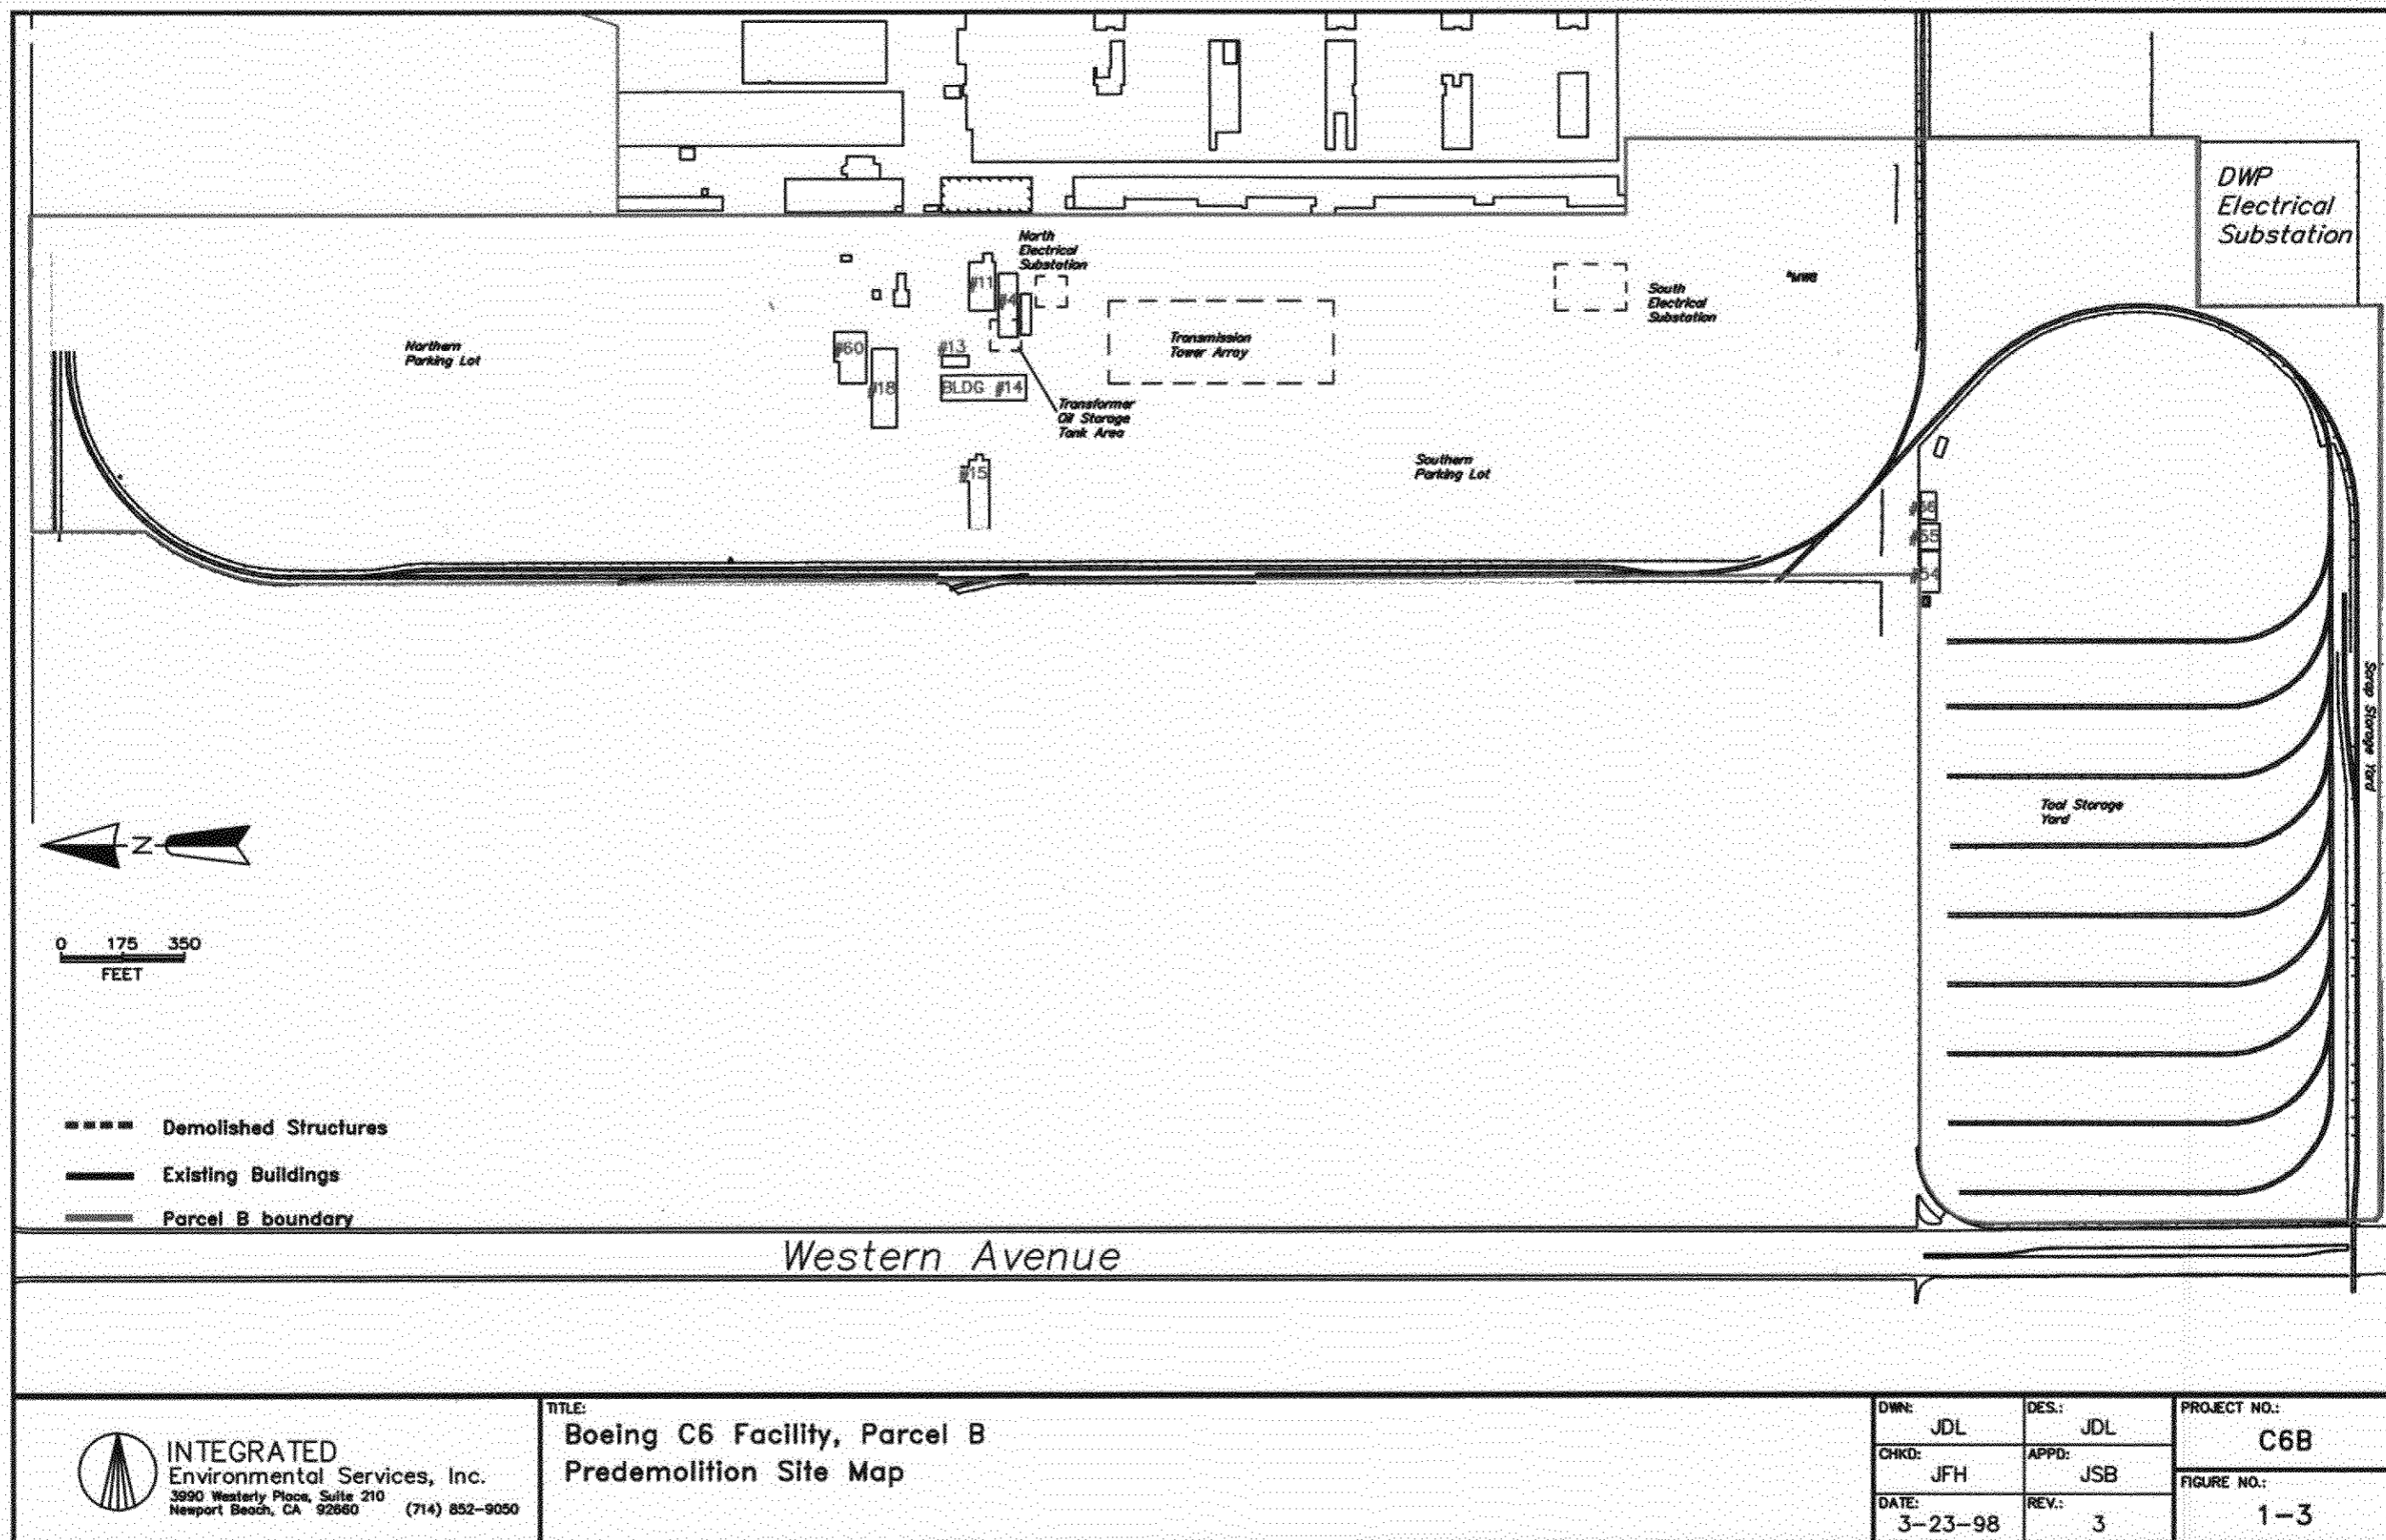 DWP
Electrical
Substation
North
Electrical
Substation
#11
#4
South
Electrical
Substation
Northern
Parking Lot
#60
#13
Transmission
Tower Array
#18
BLDG #14
Transformer
Oil Storage
Tank Area
#15
Southern
Parking Lot
#55
#54
Scrap Storage Yard
Tool Storage
Yard
N
0 175 350
FEET
Demolished Structures
Existing Buildings
Parcel B boundary
Western Avenue
INTEGRATED
Environmental Services, Inc.
3990 Westerly Place, Suite 210
Newport Beach, CA 92660 (714) 852-9050
TITLE:
Boeing C6 Facility, Parcel B
Predemolition Site Map
DWN:
JDL
DES.:
JDL
CHKD:
JFH
APPD:
JSB
DATE:
3-23-98
REV.:
3
PROJECT NO.:
C6B
FIGURE NO.:
1-3